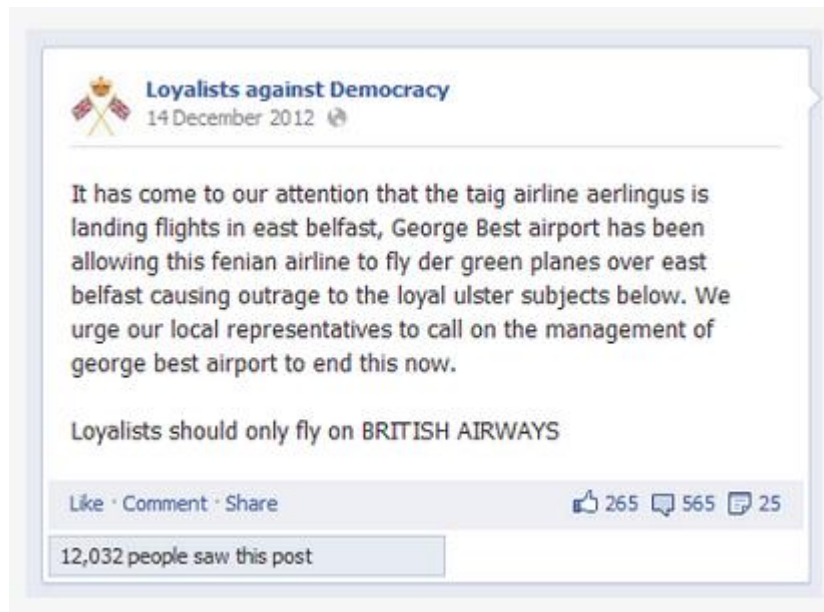 Loyalists against Democracy
14 December 2012
It has come to our attention that the taig airline aerlingus is
landing flights in east belfast, George Best airport has been
allowing this fenian airline to fly der green planes over east
belfast causing outrage to the loyal ulster subjects below. We
urge our local representatives to call on the management of
george best airport to end this now.
Loyalists should only fly on BRITISH AIRWAYS
Like · Comment · Share 265 565 25
12,032 people saw this post